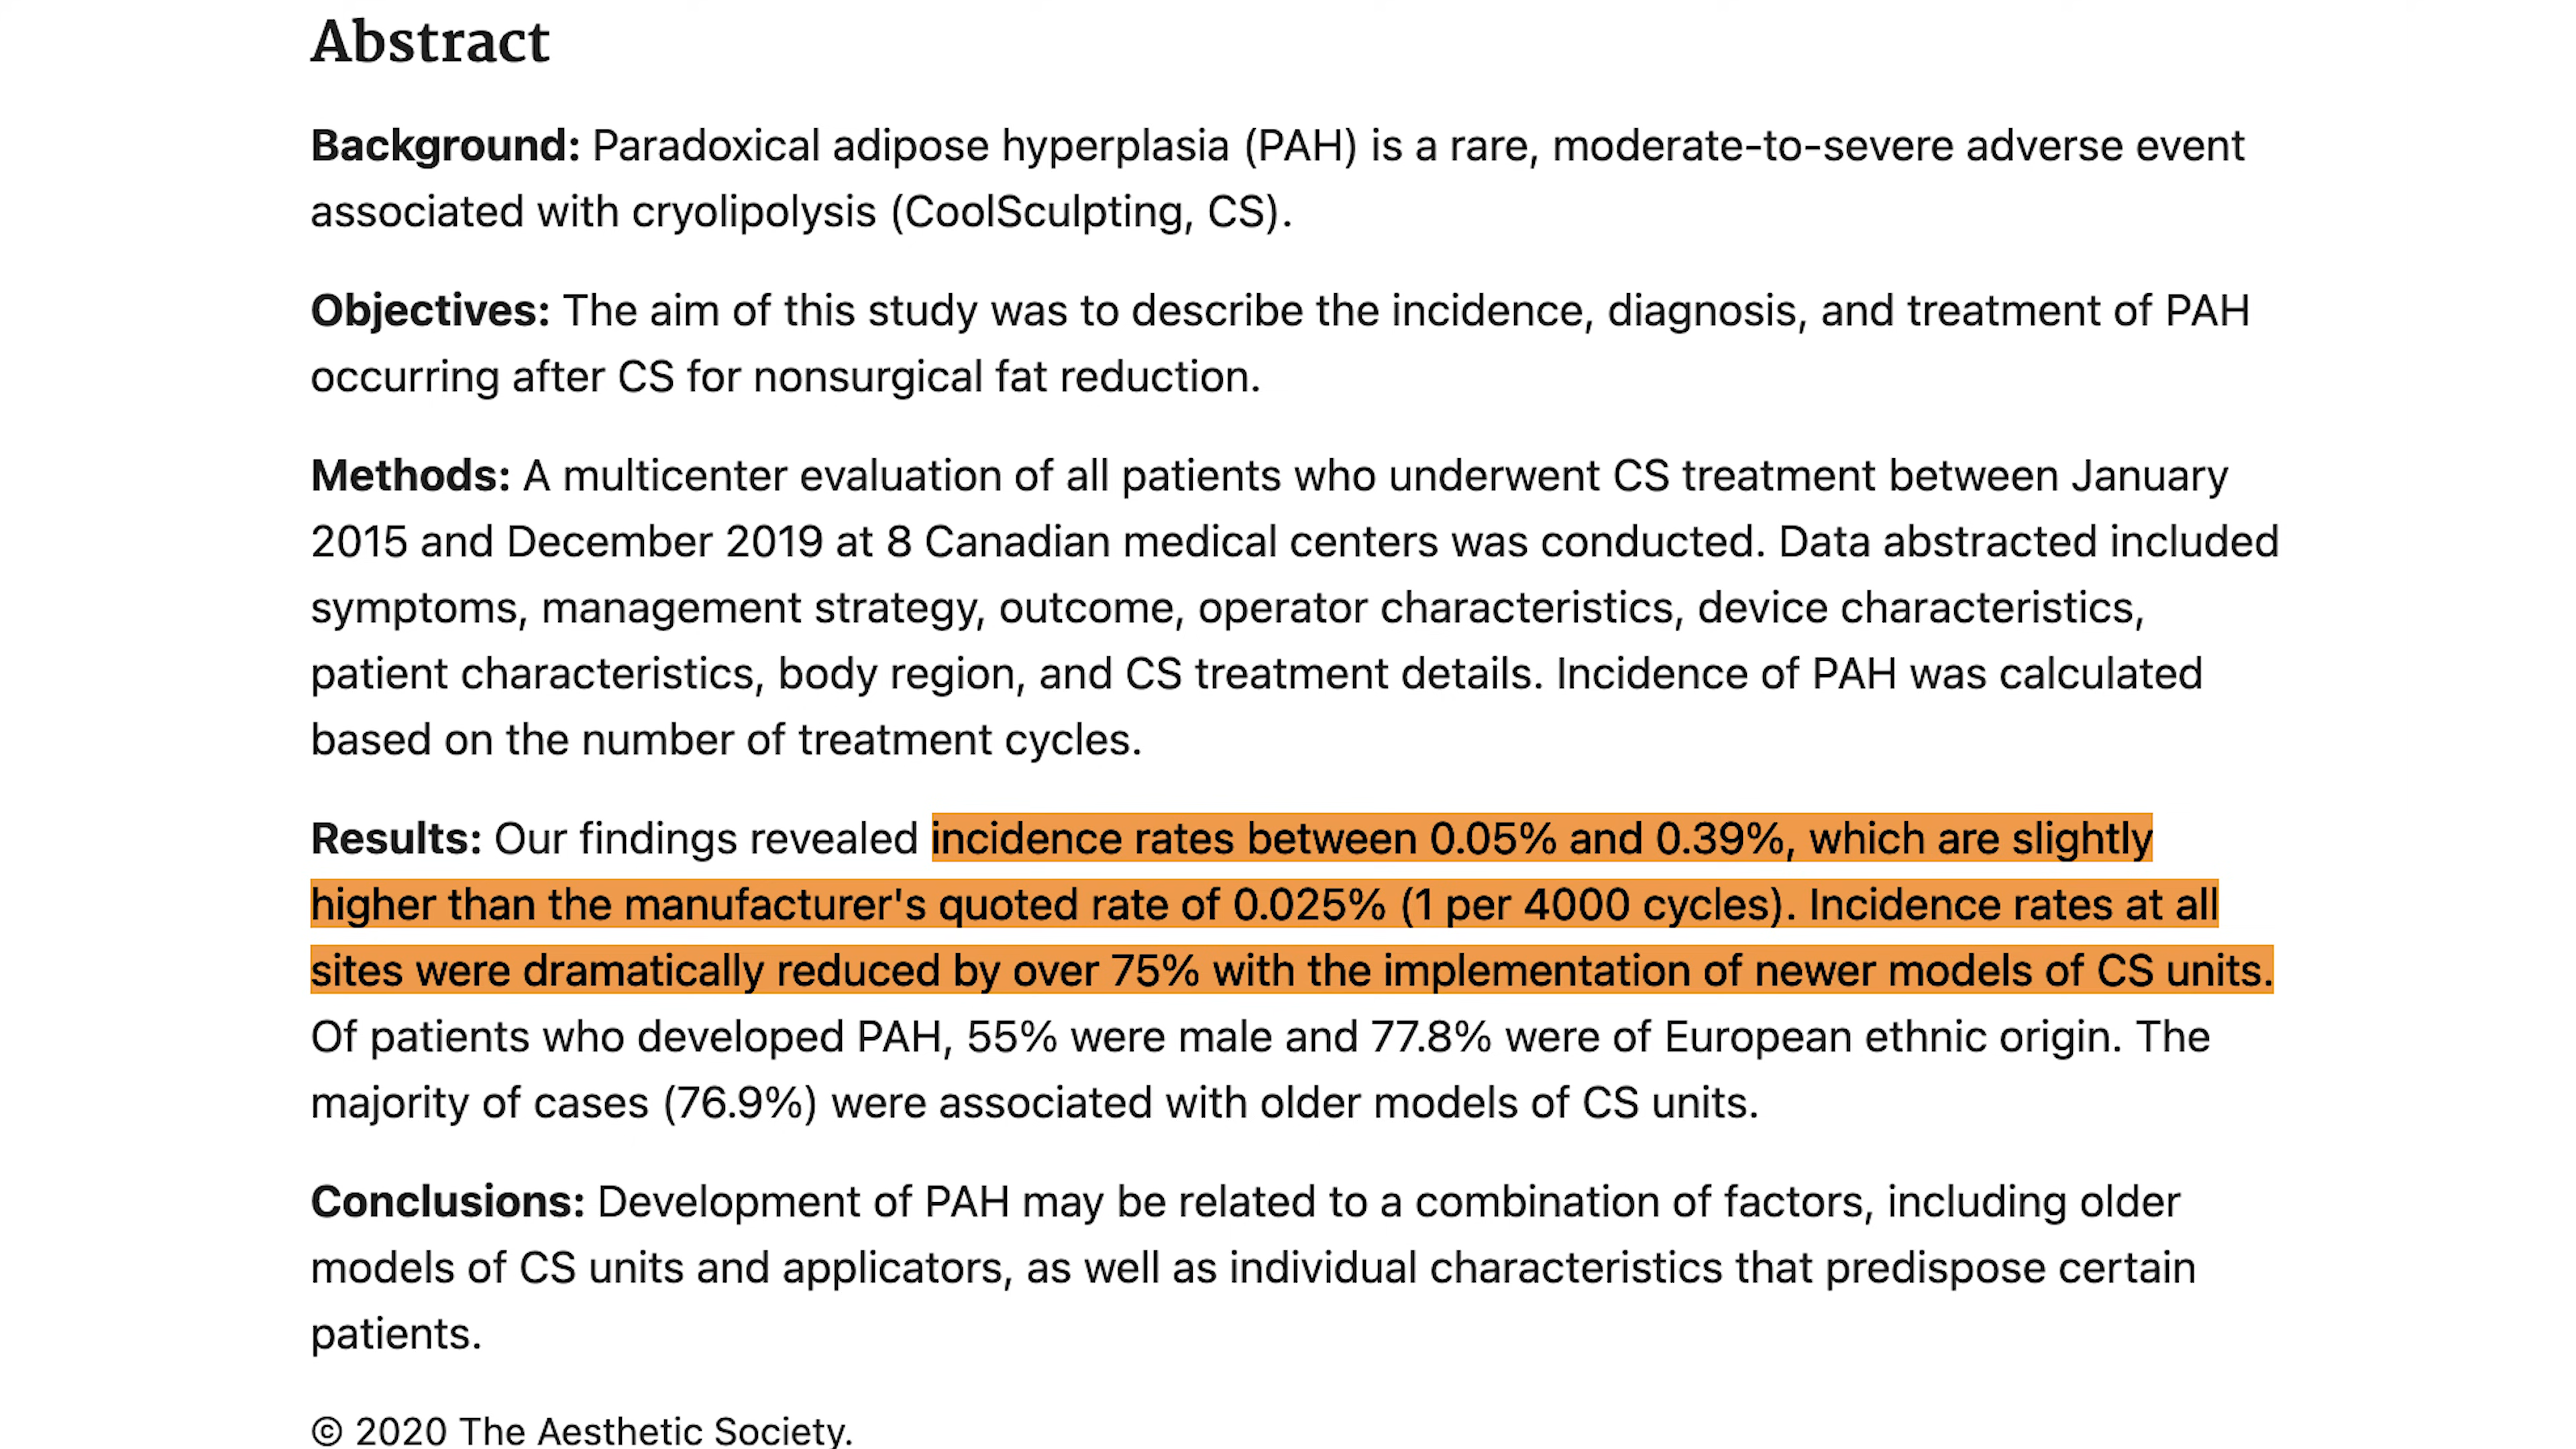 Abstract
Background: Paradoxical adipose hyperplasia (PAH) is a rare, moderate-to-severe adverse event
associated with cryolipolysis (CoolSculpting, CS).
Objectives: The aim of this study was to describe the incidence, diagnosis, and treatment of PAH
occurring after CS for nonsurgical fat reduction.
Methods: A multicenter evaluation of all patients who underwent CS treatment between January
2015 and December 2019 at 8 Canadian medical centers was conducted. Data abstracted included
symptoms, management strategy, outcome, operator characteristics, device characteristics,
patient characteristics, body region, and CS treatment details. Incidence of PAH was calculated
based on the number of treatment cycles.
Results: Our findings revealed incidence rates between 0.05% and 0.39%, which are slightly
higher than the manufacturer's quoted rate of 0.025% (1 per 4000 cycles). Incidence rates at all
sites were dramatically reduced by over 75% with the implementation of newer models of CS units.
Of patients who developed PAH, 55% were male and 77.8% were of European ethnic origin. The
majority of cases (76.9%) were associated with older models of CS units.
Conclusions: Development of PAH may be related to a combination of factors, including older
models of CS units and applicators, as well as individual characteristics that predispose certain
patients.
© 2020 The Aesthetic Society.